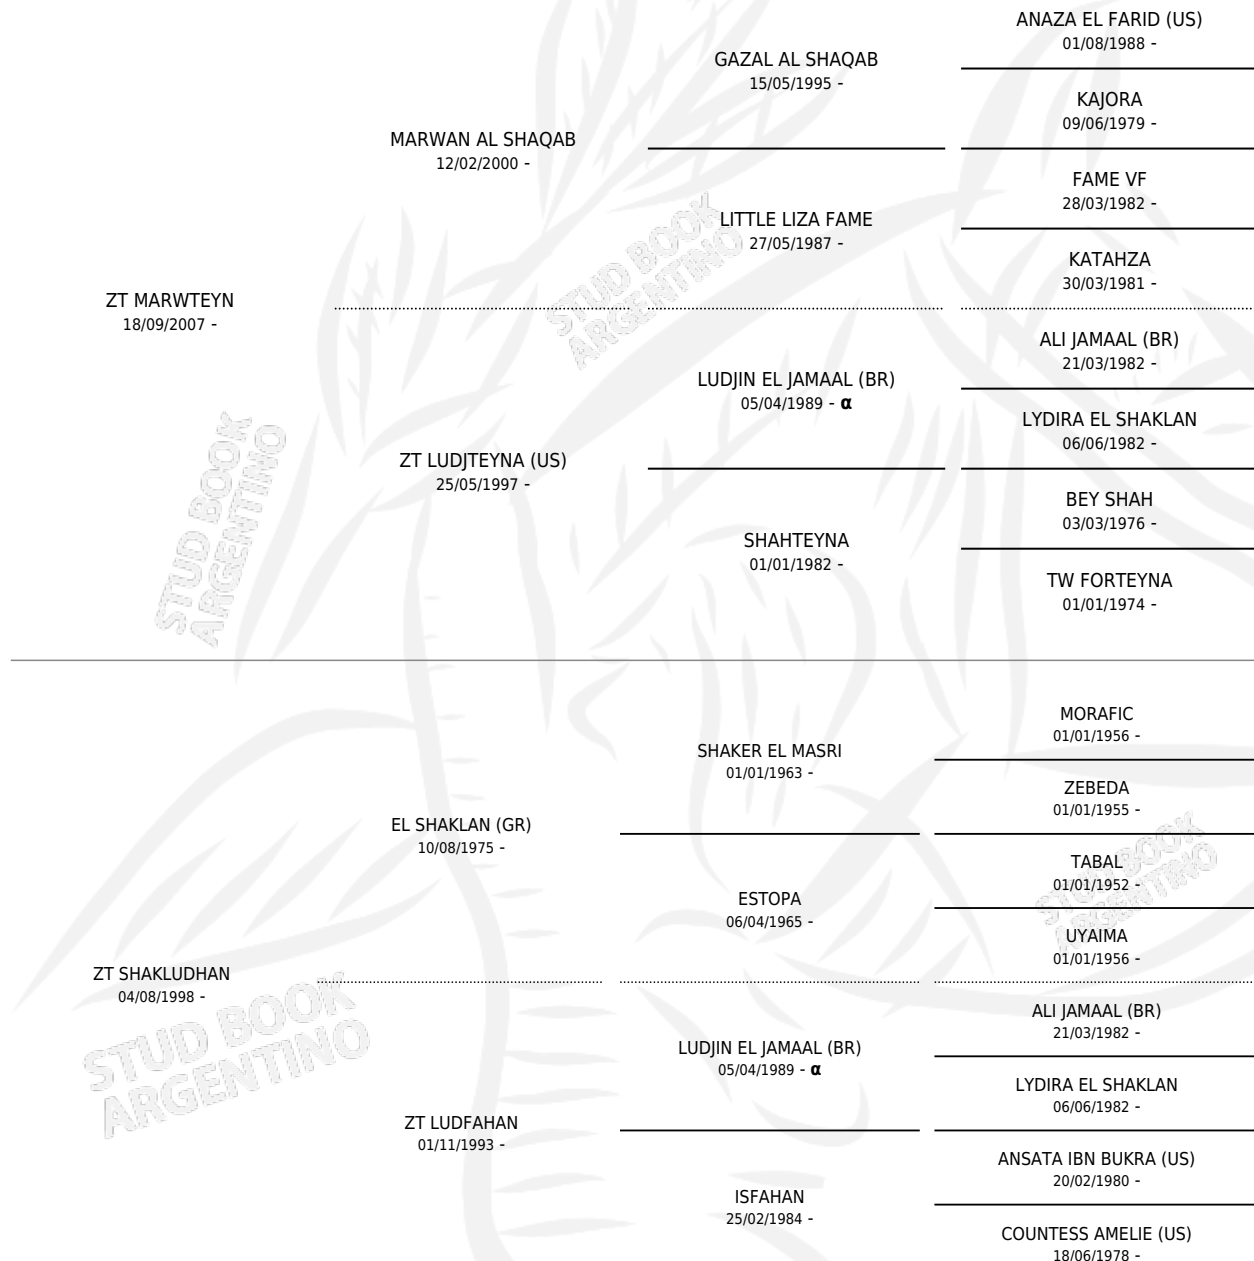 ANAZA EL FARID (US)
01/08/1988 -
GAZAL AL SHAQAB
15/05/1995 -
KAJORA
09/06/1979 -
MARWAN AL SHAQAB
12/02/2000 -
FAME VF
28/03/1982 -
LITTLE LIZA FAME
27/05/1987 -
KATAHZA
30/03/1981 -
ZT MARWTEYN
18/09/2007 -
ALI JAMAAL (BR)
21/03/1982 -
LUDJIN EL JAMAAL (BR)
05/04/1989 - α
LYDIRA EL SHAKLAN
06/06/1982 -
ZT LUDJTEYNA (US)
25/05/1997 -
BEY SHAH
03/03/1976 -
SHAHTEYNA
01/01/1982 -
TW FORTEYNA
01/01/1974 -
MORAFIC
01/01/1956 -
SHAKER EL MASRI
01/01/1963 -
ZEBEDA
01/01/1955 -
EL SHAKLAN (GR)
10/08/1975 -
TABAL
01/01/1952 -
ESTOPA
06/04/1965 -
UYAIMA
01/01/1956 -
ZT SHAKLUDHAN
04/08/1998 -
ALI JAMAAL (BR)
21/03/1982 -
LUDJIN EL JAMAAL (BR)
05/04/1989 - α
LYDIRA EL SHAKLAN
06/06/1982 -
ZT LUDFAHAN
01/11/1993 -
ANSATA IBN BUKRA (US)
20/02/1980 -
ISFAHAN
25/02/1984 -
COUNTESS AMELIE (US)
18/06/1978 -
STUD BOOK
ARGENTINO
STUD BOOK
ARGENTINO
STUD BOOK
ARGENTINO
STUD BOOK
ARGENTINO